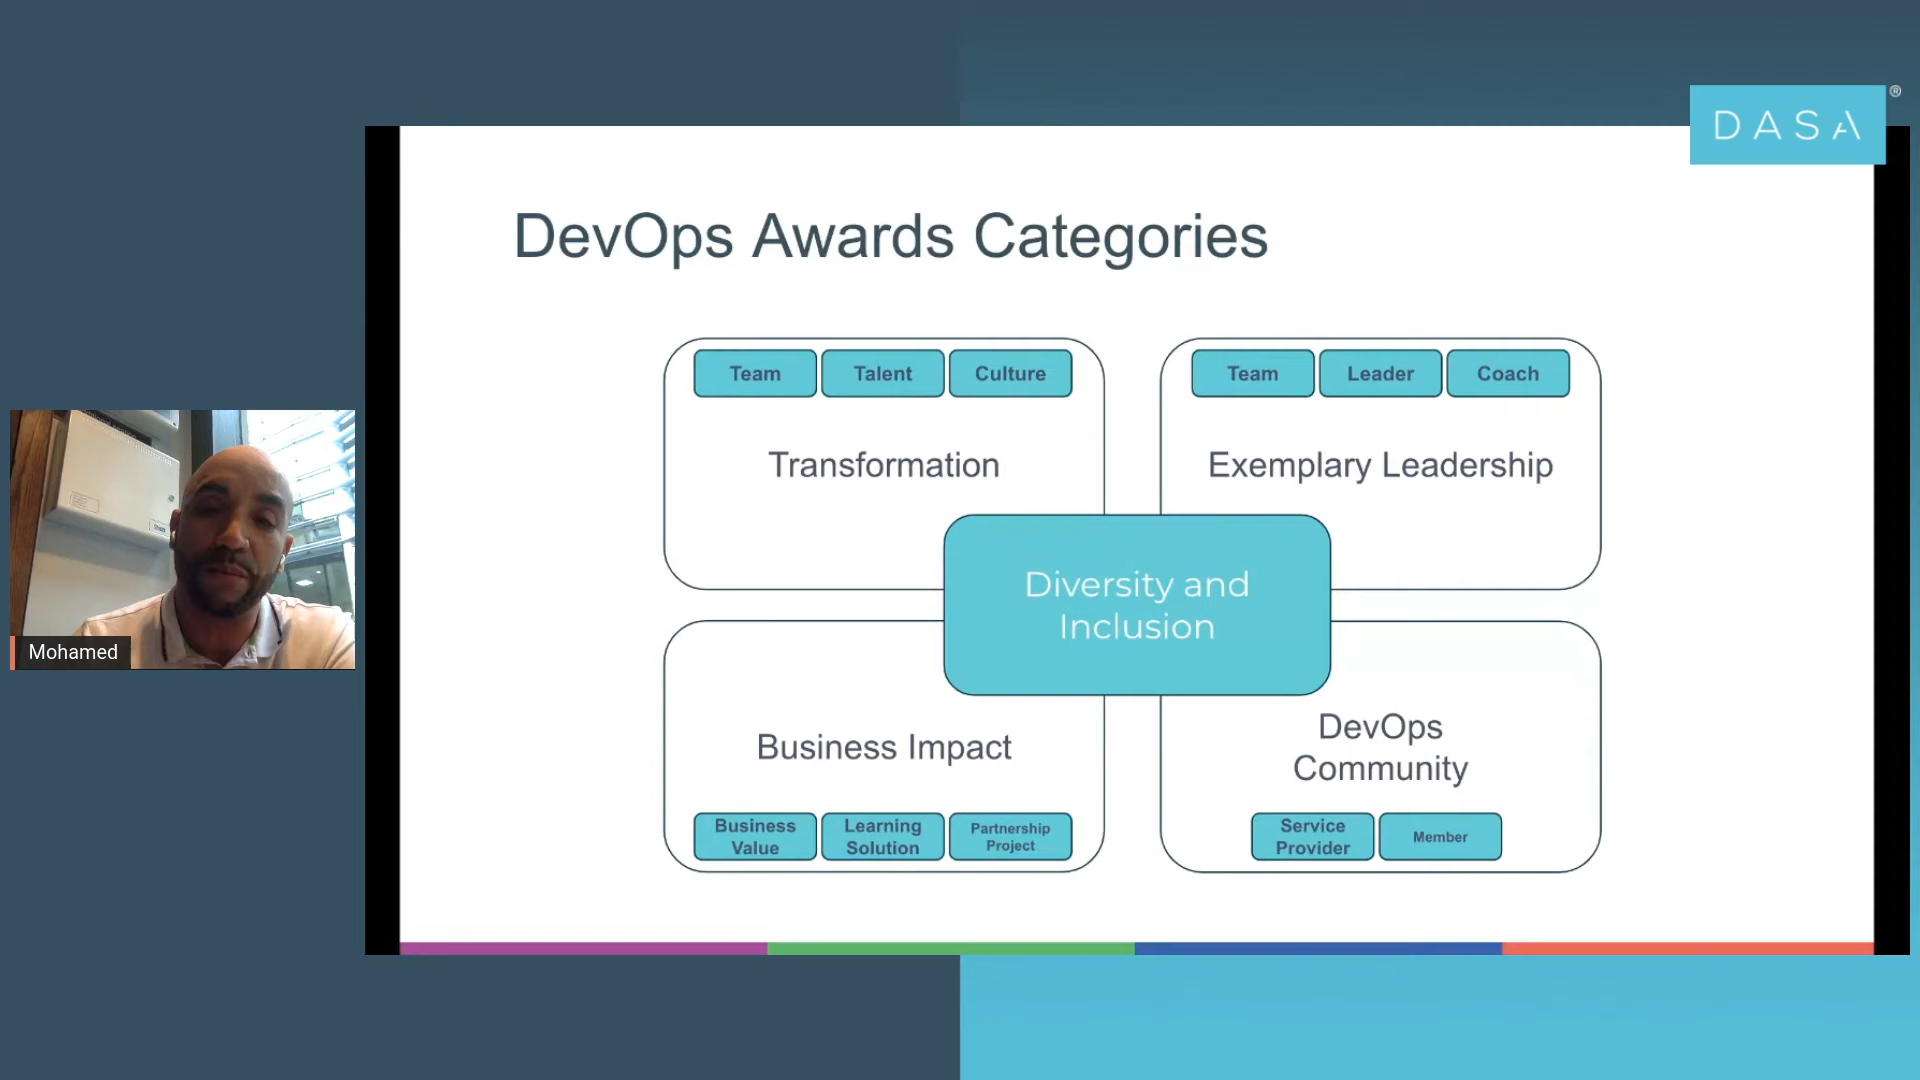 DASA®
DevOps Awards Categories
Team Talent Culture
Transformation
Team Leader Coach
Exemplary Leadership
Diversity and
Inclusion
Business Impact
Business
Value
Learning
Solution
Partnership
Project
DevOps
Community
Service
Provider
Member
Mohamed